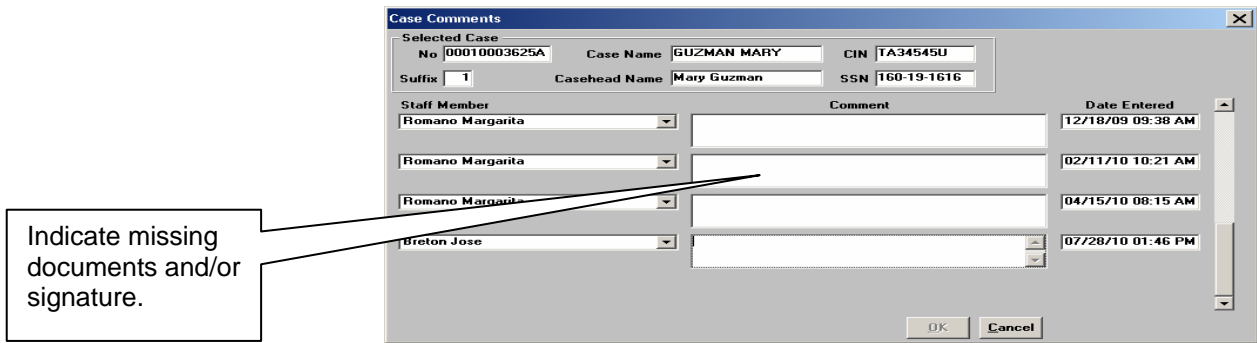 Case Comments
Selected Case
No 00010003625A Case Name GUZMAN MARY CIN TA34545U
Suffix 1 Casehead Name Mary Guzman SSN 160-19-1616
Staff Member Comment Date Entered
Romano Margarita 12/18/09 09:38 AM
Romano Margarita 02/11/10 10:21 AM
Romano Margarita 04/15/10 08:15 AM
Breton Jose 07/28/10 01:46 PM
OK Cancel
Indicate missing
documents and/or
signature.